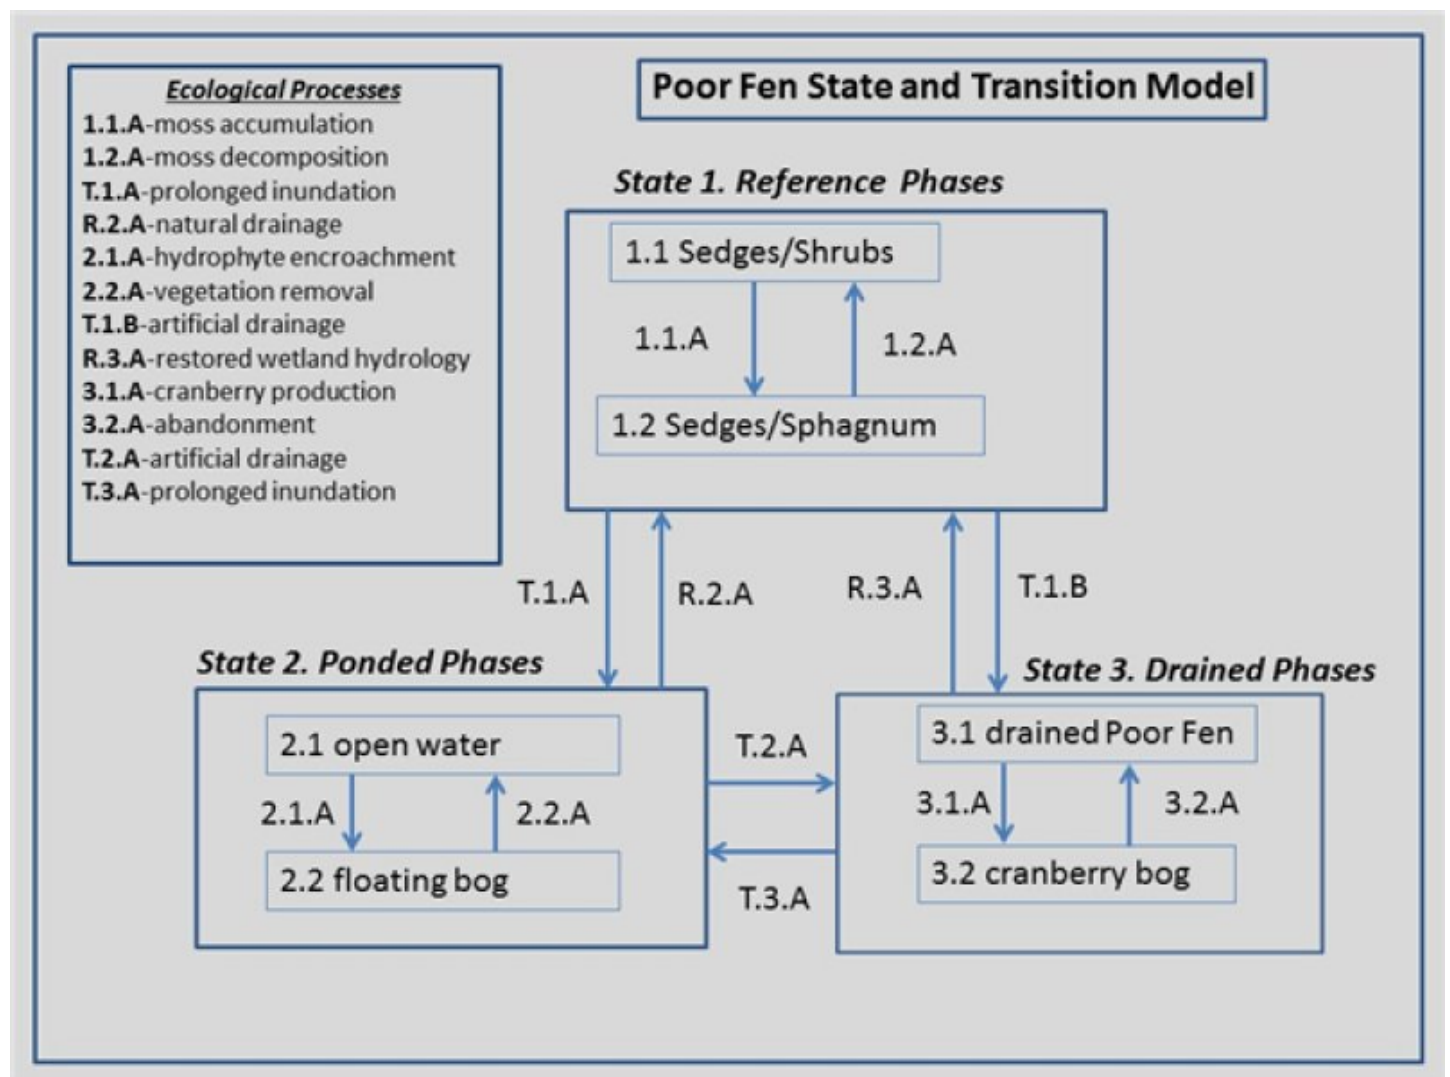 Poor Fen State and Transition Model
Ecological Processes
1.1.A-moss accumulation
1.2.A-moss decomposition
T.1.A-prolonged inundation
R.2.A-natural drainage
2.1.A-hydrophyte encroachment
2.2.A-vegetation removal
T.1.B-artificial drainage
R.3.A-restored wetland hydrology
3.1.A-cranberry production
3.2.A-abandonment
T.2.A-artificial drainage
T.3.A-prolonged inundation
State 1. Reference Phases
1.1 Sedges/Shrubs
1.1.A
1.2.A
1.2 Sedges/Sphagnum
T.1.A
R.2.A
R.3.A
T.1.B
State 2. Ponded Phases
2.1 open water
2.1.A
2.2.A
2.2 floating bog
T.2.A
T.3.A
State 3. Drained Phases
3.1 drained Poor Fen
3.1.A
3.2.A
3.2 cranberry bog